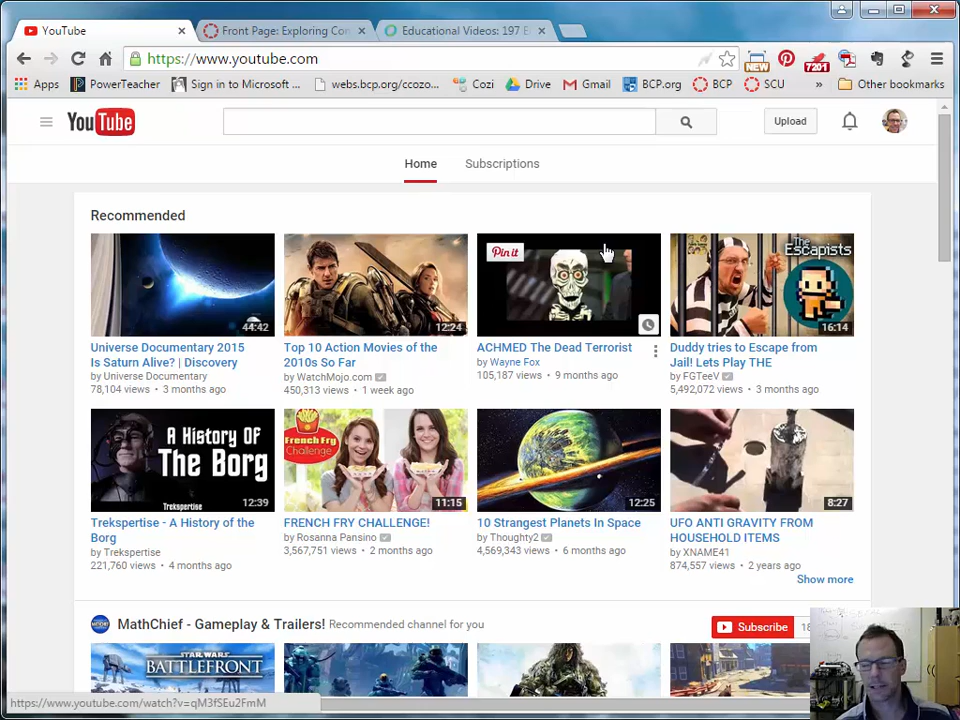 YouTube
Front Page: Exploring Con
Educational Videos: 197 E
https://www.youtube.com
NEW
7201
Apps
PowerTeacher
Sign in to Microsoft ...
webs.bcp.org/ccozo...
Cozi
Drive
Gmail
BCP.org
BCP
SCU
»
Other bookmarks
YouTube
Upload
Home
Subscriptions
Recommended
44:42
12:24
Pin it
The Escapists
16:14
Universe Documentary 2015
Is Saturn Alive? | Discovery
by Universe Documentary
78,104 views • 3 months ago
Top 10 Action Movies of the
2010s So Far
by WatchMojo.com
450,313 views • 1 week ago
ACHMED The Dead Terrorist
by Wayne Fox
105,187 views • 9 months ago
Duddy tries to Escape from
Jail! Lets Play THE
by FGTeeV
5,492,072 views • 3 months ago
A History Of
The Borg
Trekspertise
12:39
French Fry
CHALLENGE
11:15
12:25
8:27
Trekspertise - A History of the
Borg
by Trekspertise
221,760 views • 4 months ago
FRENCH FRY CHALLENGE!
by Rosanna Pansino
3,567,751 views • 2 months ago
10 Strangest Planets In Space
by Thoughty2
4,569,343 views • 6 months ago
UFO ANTI GRAVITY FROM
HOUSEHOLD ITEMS
by XNAME41
874,557 views • 2 years ago
Show more
MathChief - Gameplay & Trailers! Recommended channel for you
Subscribe
18
STAR WARS
BATTLEFRONT
https://www.youtube.com/watch?v=qM3fSEu2FmM